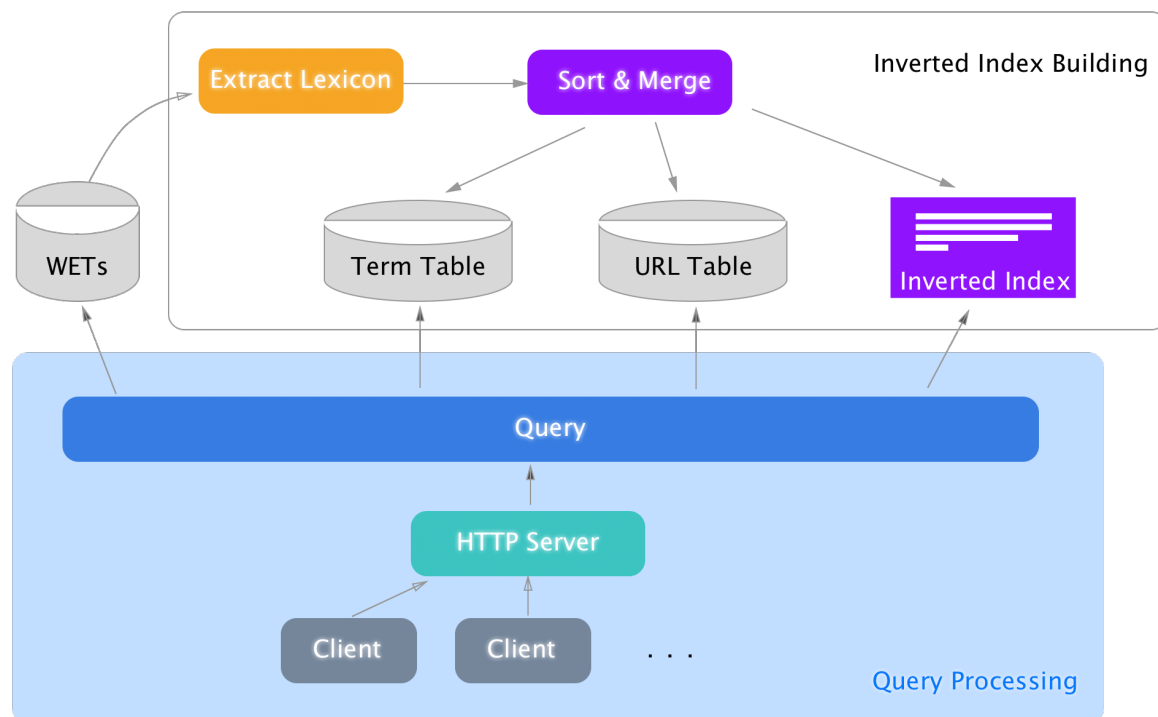 Inverted Index Building
Extract Lexicon
Sort & Merge
WETs
Term Table
URL Table
Inverted Index
Query
HTTP Server
Client
Client
. . .
Query Processing